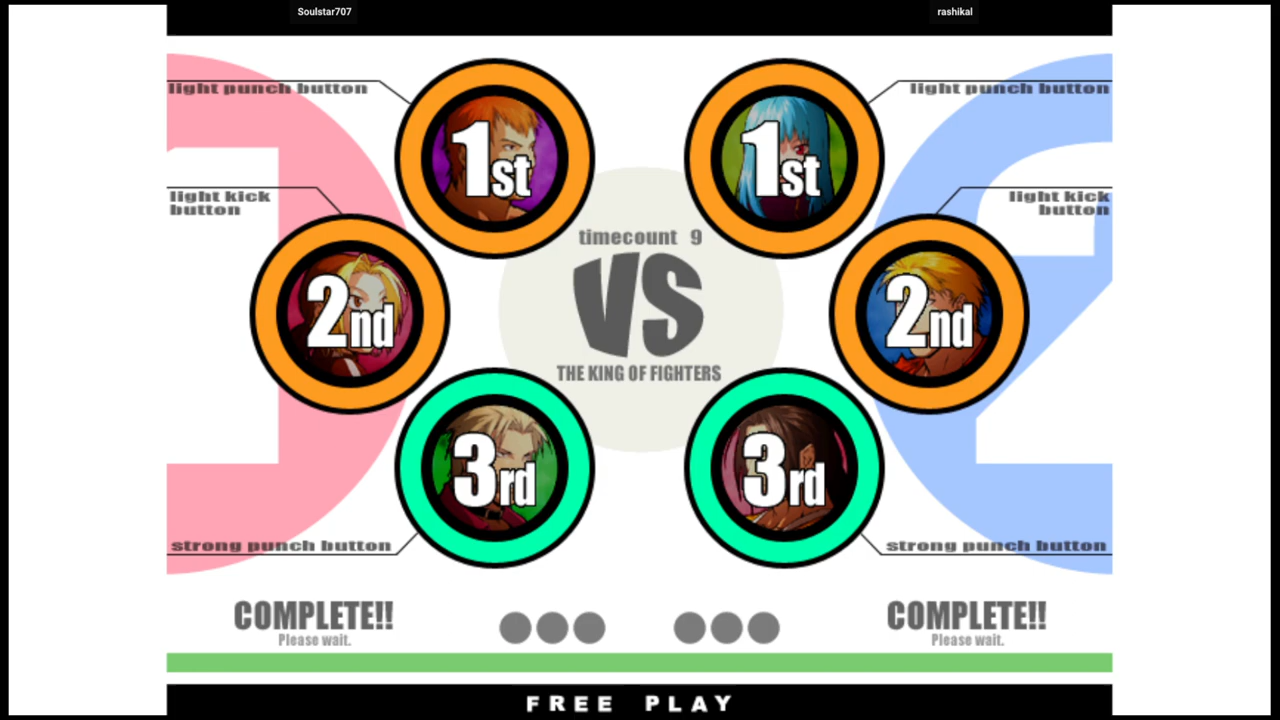 Soulstar707
rashikal
light punch button
light punch button
1st
1st
light kick
button
light kick
button
timecount 9
VS
THE KING OF FIGHTERS
2nd
2nd
3rd
3rd
strong punch button
strong punch button
COMPLETE!!
Please wait.
COMPLETE!!
Please wait.
FREE PLAY